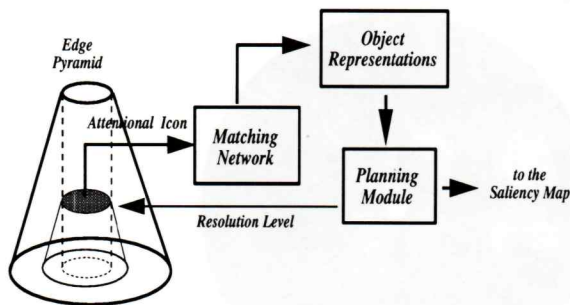 Edge
Pyramid
Object
Representations
Attentional Icon
Matching
Network
Planning
Module
to the
Saliency Map
Resolution Level